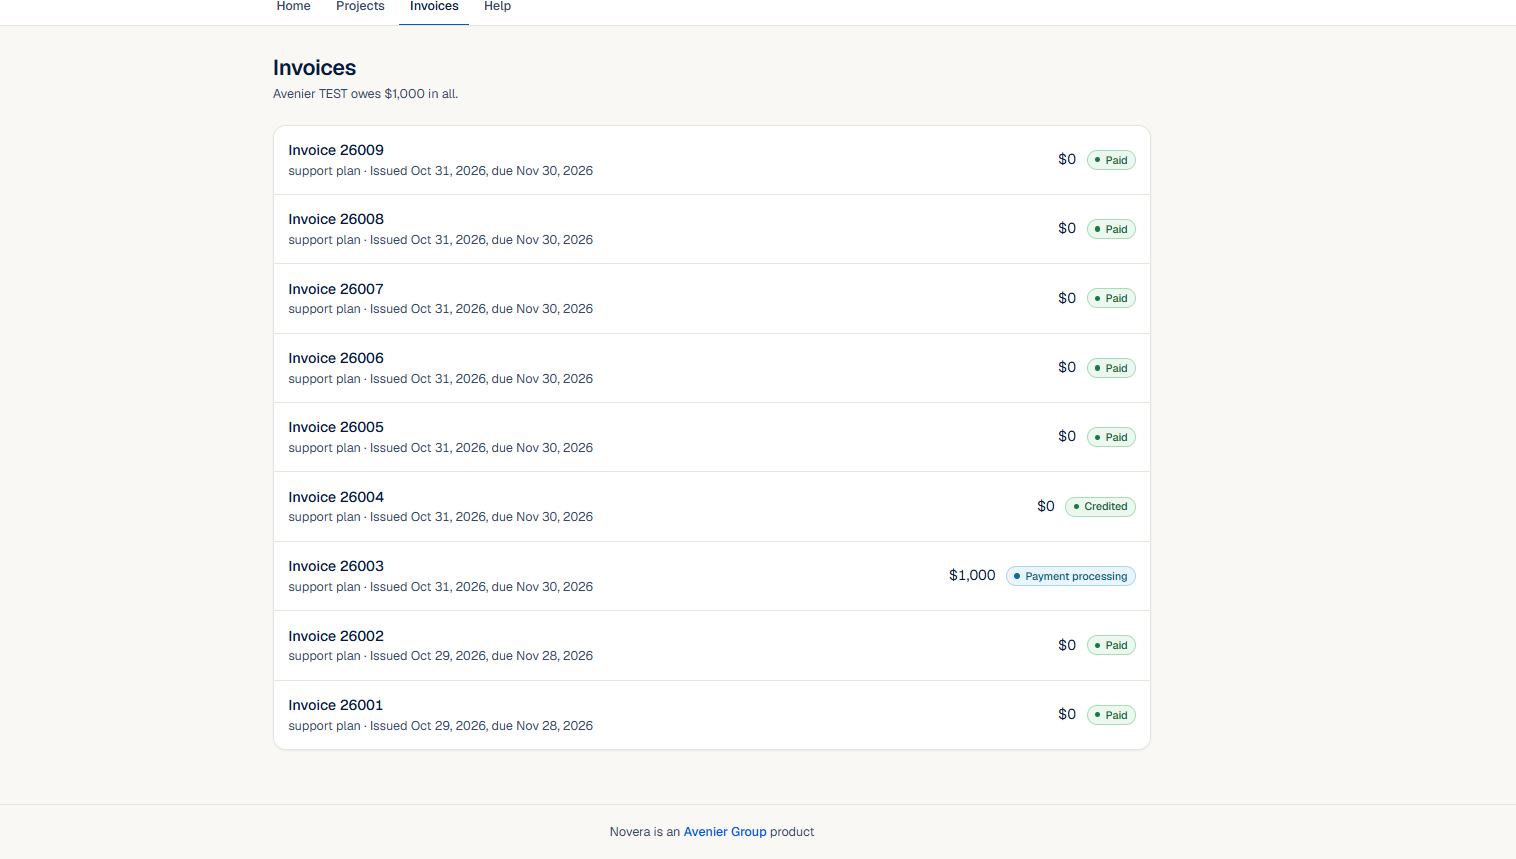 Home Projects Invoices Help
Invoices
Avenier TEST owes $1,000 in all.
Invoice 26009
support plan · Issued Oct 31, 2026, due Nov 30, 2026
$0 Paid
Invoice 26008
support plan · Issued Oct 31, 2026, due Nov 30, 2026
$0 Paid
Invoice 26007
support plan · Issued Oct 31, 2026, due Nov 30, 2026
$0 Paid
Invoice 26006
support plan · Issued Oct 31, 2026, due Nov 30, 2026
$0 Paid
Invoice 26005
support plan · Issued Oct 31, 2026, due Nov 30, 2026
$0 Paid
Invoice 26004
support plan · Issued Oct 31, 2026, due Nov 30, 2026
$0 Credited
Invoice 26003
support plan · Issued Oct 31, 2026, due Nov 30, 2026
$1,000 Payment processing
Invoice 26002
support plan · Issued Oct 29, 2026, due Nov 28, 2026
$0 Paid
Invoice 26001
support plan · Issued Oct 29, 2026, due Nov 28, 2026
$0 Paid
Novera is an Avenier Group product